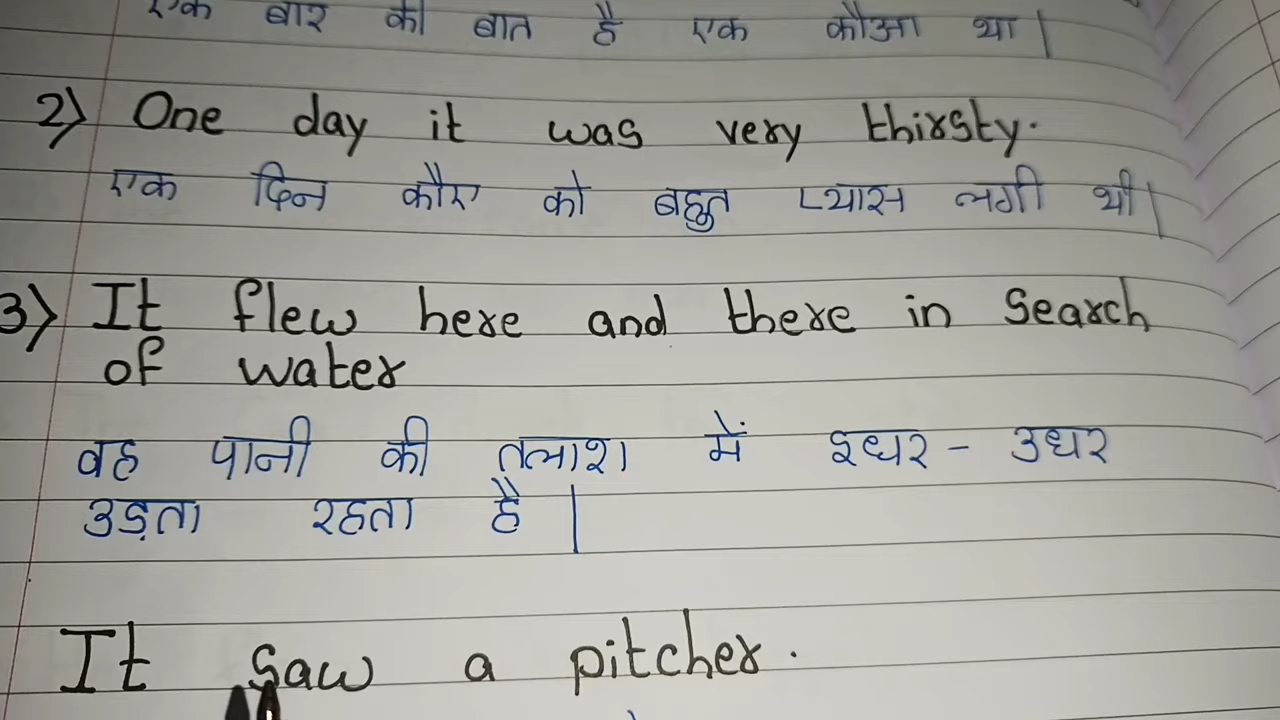 एक बार की बात है एक कौआ था |
2) One day it was very thirsty.
एक दिन कौए को बहुत प्यास लगी थी |
3) It flew here and there in search
of water
वह पानी की तलाश में इधर - उधर
उड़ता रहता है |
It saw a pitcher.